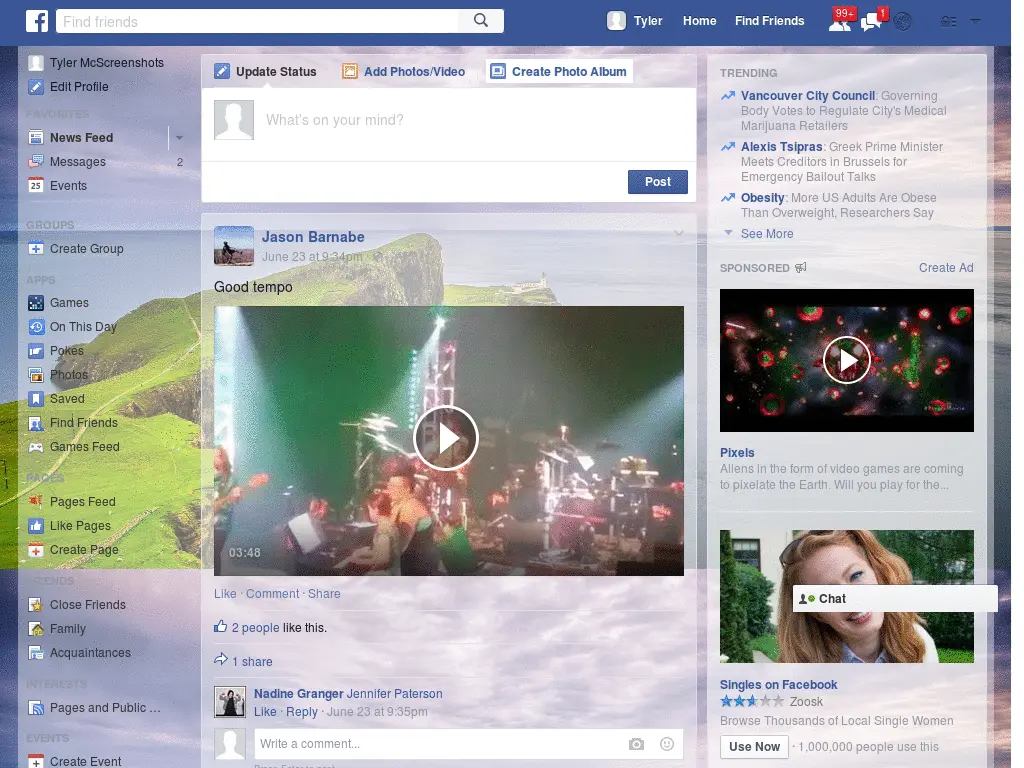 Find friends
Tyler
Home
Find Friends
99+
1
Tyler McScreenshots
Edit Profile
FAVORITES
News Feed
Messages
2
25
Events
GROUPS
Create Group
APPS
Games
On This Day
Pokes
Photos
Saved
Find Friends
Games Feed
PAGES
Pages Feed
Like Pages
Create Page
FRIENDS
Close Friends
Family
Acquaintances
INTERESTS
Pages and Public ...
EVENTS
Create Event
Update Status
Add Photos/Video
Create Photo Album
What's on your mind?
Post
Jason Barnabe
June 23 at 9:34pm
Good tempo
03:48
Like · Comment · Share
2 people like this.
1 share
Nadine Granger Jennifer Paterson
Like · Reply · June 23 at 9:35pm
Write a comment...
Press Enter to post.
TRENDING
Vancouver City Council: Governing
Body Votes to Regulate City's Medical
Marijuana Retailers
Alexis Tsipras: Greek Prime Minister
Meets Creditors in Brussels for
Emergency Bailout Talks
Obesity: More US Adults Are Obese
Than Overweight, Researchers Say
See More
SPONSORED
Create Ad
Pixels
Aliens in the form of video games are coming
to pixelate the Earth. Will you play for the...
Chat
Singles on Facebook
Zoosk
Browse Thousands of Local Single Women
Use Now
· 1,000,000 people use this